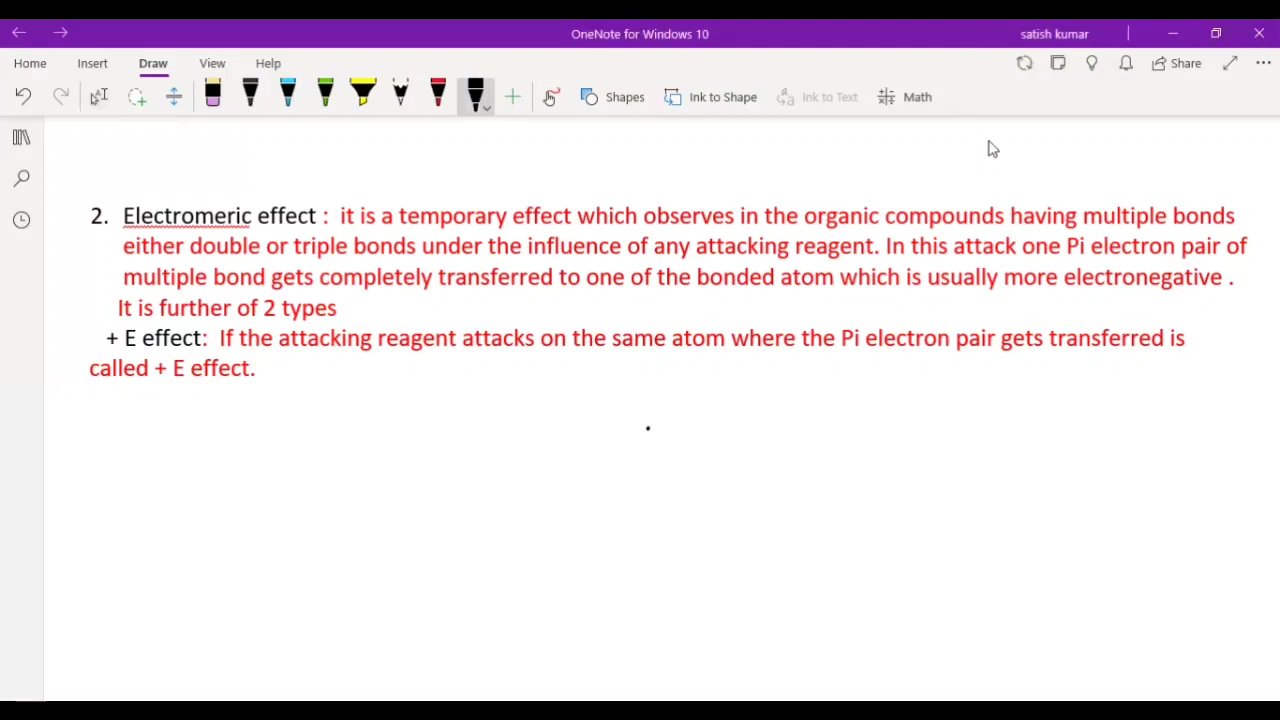 OneNote for Windows 10
satish kumar
Home Insert Draw View Help
Share
Shapes Ink to Shape Ink to Text Math
2. Electromeric effect : it is a temporary effect which observes in the organic compounds having multiple bonds
either double or triple bonds under the influence of any attacking reagent. In this attack one Pi electron pair of
multiple bond gets completely transferred to one of the bonded atom which is usually more electronegative .
It is further of 2 types
+ E effect: If the attacking reagent attacks on the same atom where the Pi electron pair gets transferred is
called + E effect.